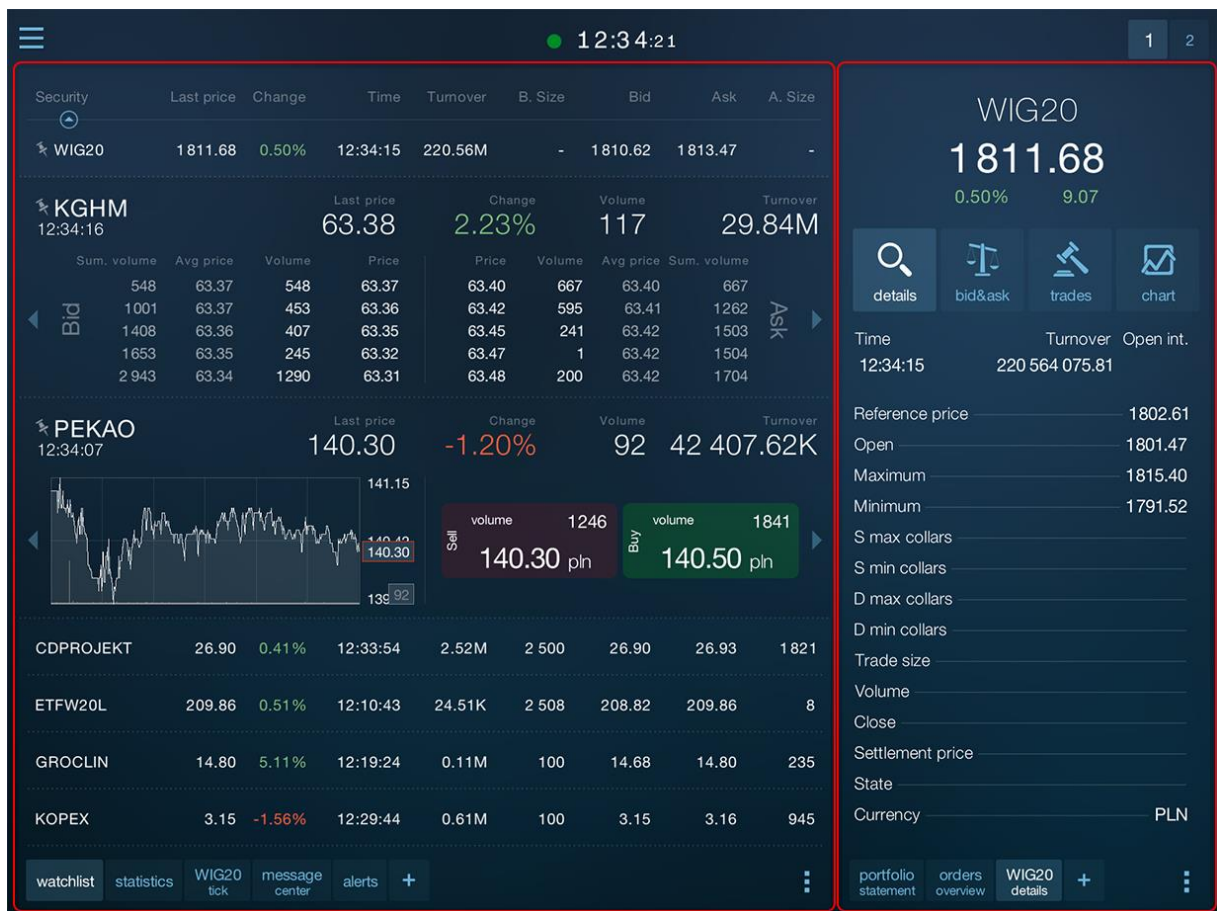 12:34:21
1 2
Security Last price Change Time Turnover B. Size Bid Ask A. Size
WIG20 1811.68 0.50% 12:34:15 220.56M - 1810.62 1813.47 -
KGHM
12:34:16
Last price Change Volume Turnover
63.38 2.23% 117 29.84M
Sum. volume Avg price Volume Price Price Volume Avg price Sum. volume
Bid
Ask
548 63.37 548 63.37 63.40 667 63.40 667
1001 63.37 453 63.36 63.42 595 63.41 1262
1408 63.36 407 63.35 63.45 241 63.42 1503
1653 63.35 245 63.32 63.47 1 63.42 1504
2 943 63.34 1290 63.31 63.48 200 63.42 1704
PEKAO
12:34:07
Last price Change Volume Turnover
140.30 -1.20% 92 42 407.62K
141.15
140.30
92
Sell
volume 1246
140.30 pln
Buy
volume 1841
140.50 pln
CDPROJEKT 26.90 0.41% 12:33:54 2.52M 2 500 26.90 26.93 1821
ETFW20L 209.86 0.51% 12:10:43 24.51K 2 508 208.82 209.86 8
GROCLIN 14.80 5.11% 12:19:24 0.11M 100 14.68 14.80 235
KOPEX 3.15 -1.56% 12:29:44 0.61M 100 3.15 3.16 945
watchlist statistics WIG20 tick message center alerts +
WIG20
1811.68
0.50% 9.07
details bid&ask trades chart
Time Turnover Open int.
12:34:15 220 564 075.81
Reference price 1802.61
Open 1801.47
Maximum 1815.40
Minimum 1791.52
S max collars
S min collars
D max collars
D min collars
Trade size
Volume
Close
Settlement price
State
Currency PLN
portfolio statement orders overview WIG20 details +